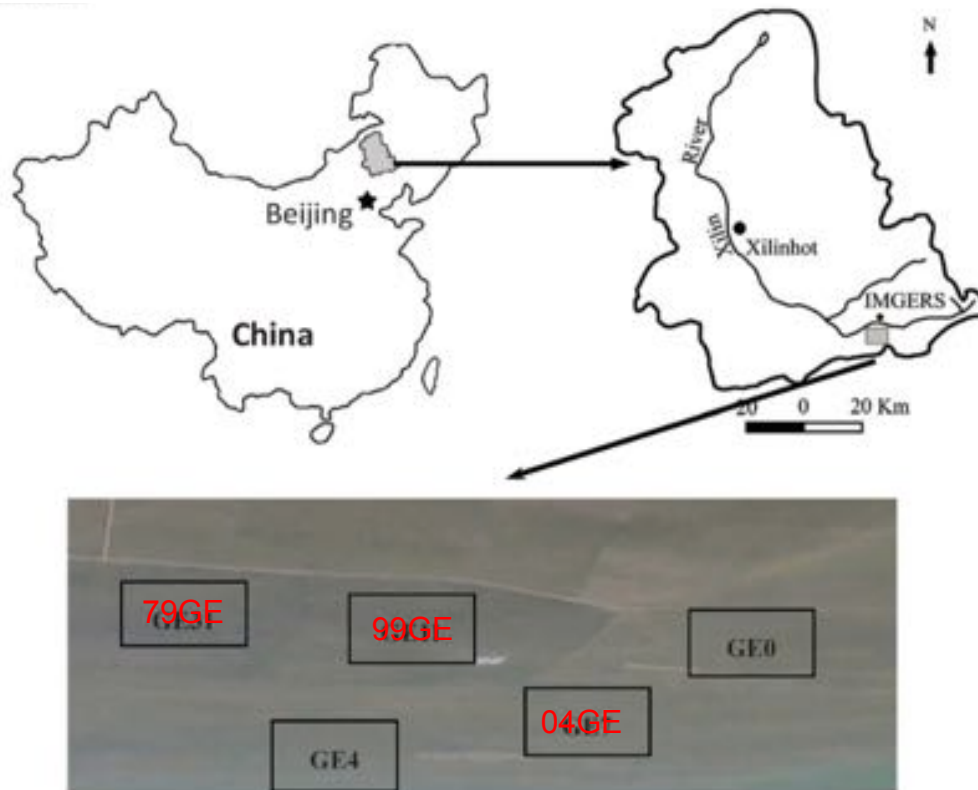 N
River
Xilin
Beijing
Xilinhot
IMGERS
China
20 0 20 Km
79GE
99GE
GE0
04GE
GE4